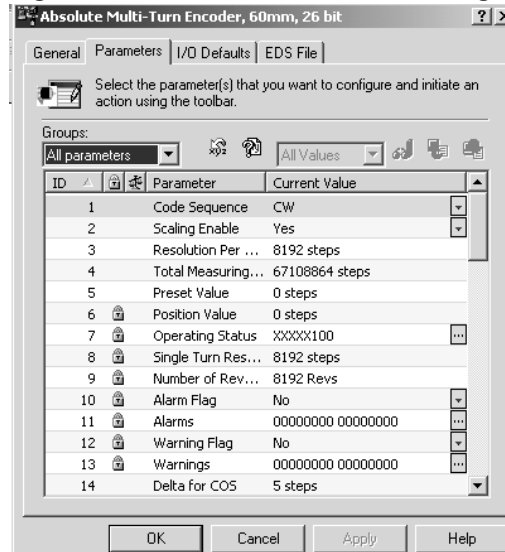 Absolute Multi-Turn Encoder, 60mm, 26 bit
General Parameters I/O Defaults EDS File
Select the parameter(s) that you want to configure and initiate an
action using the toolbar.
Groups:
All parameters All Values
ID Parameter Current Value
1 Code Sequence CW
2 Scaling Enable Yes
3 Resolution Per ... 8192 steps
4 Total Measuring... 67108864 steps
5 Preset Value 0 steps
6 Position Value 0 steps
7 Operating Status XXXXX100
8 Single Turn Res... 8192 steps
9 Number of Rev... 8192 Revs
10 Alarm Flag No
11 Alarms 00000000 00000000
12 Warning Flag No
13 Warnings 00000000 00000000
14 Delta for COS 5 steps
OK Cancel Apply Help